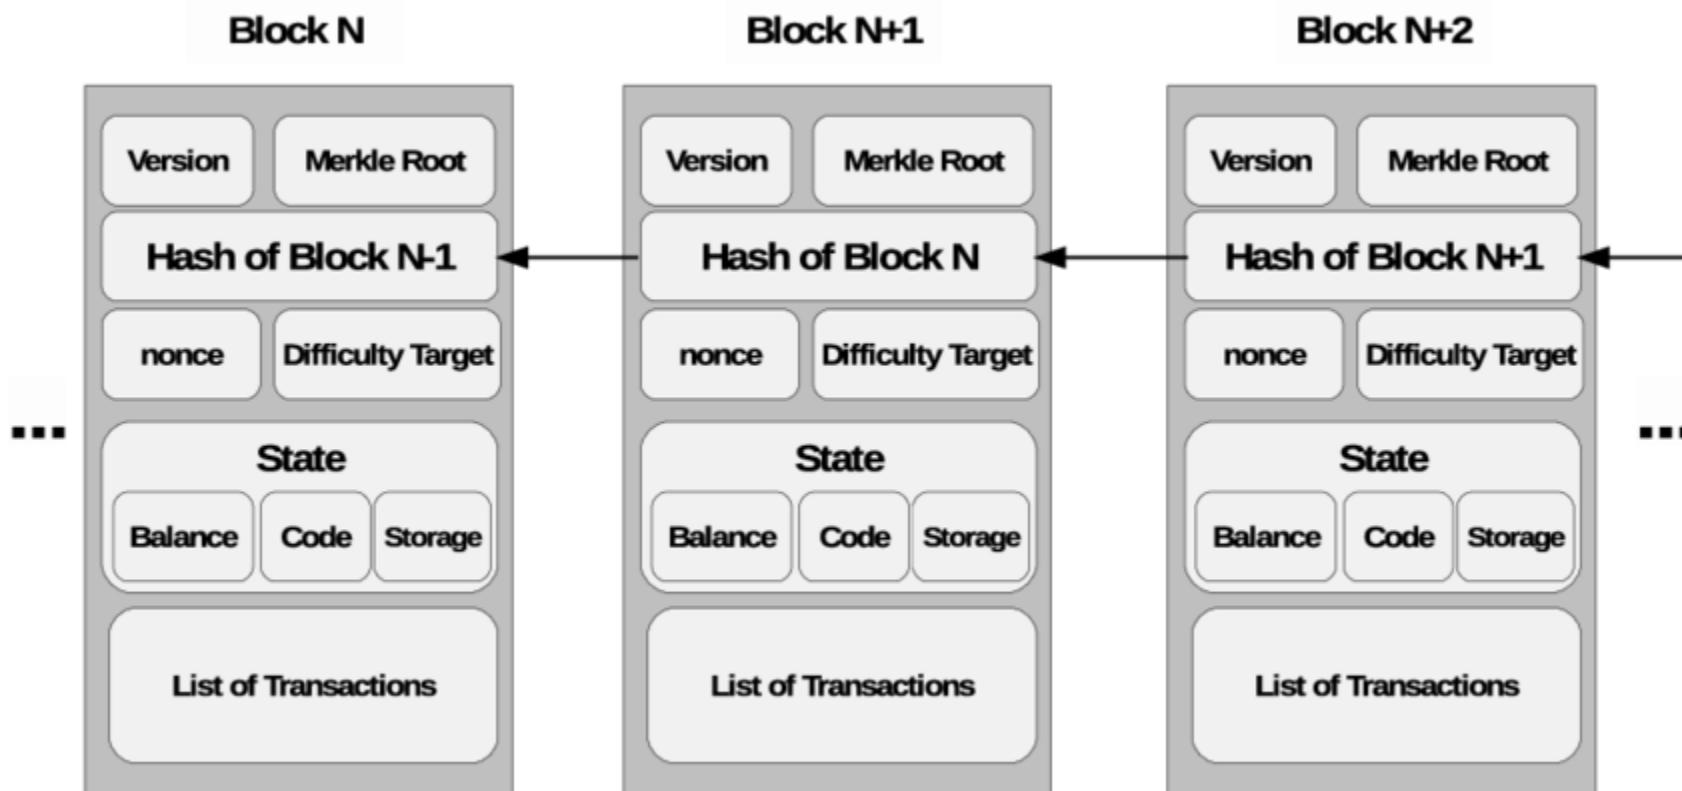 Block N
Block N+1
Block N+2
Version
Merkle Root
Version
Merkle Root
Version
Merkle Root
Hash of Block N-1
Hash of Block N
Hash of Block N+1
nonce
Difficulty Target
nonce
Difficulty Target
nonce
Difficulty Target
...
...
State
State
State
Balance
Code
Storage
Balance
Code
Storage
Balance
Code
Storage
List of Transactions
List of Transactions
List of Transactions